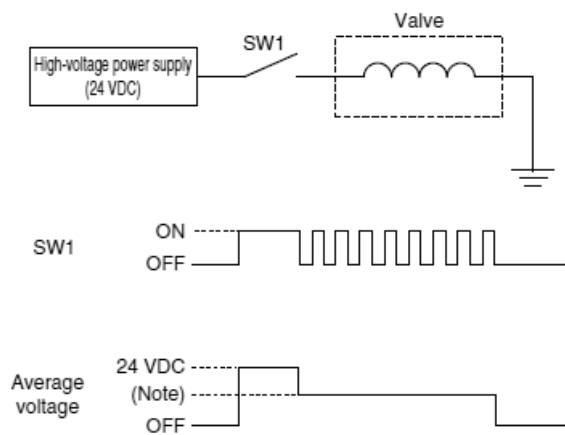 Valve
SW1
High-voltage power supply
(24 VDC)
SW1
ON
OFF
Average
voltage
24 VDC
(Note)
OFF